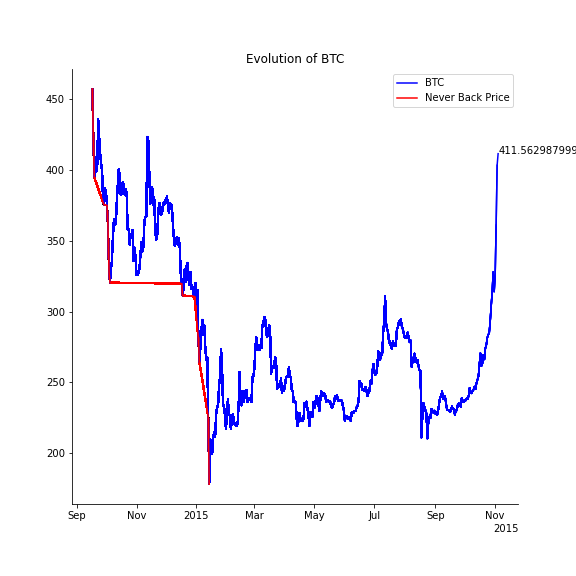 Evolution of BTC
BTC
Never Back Price
411.562987999
450
400
350
300
250
200
Sep
Nov
2015
Mar
May
Jul
Sep
Nov
2015